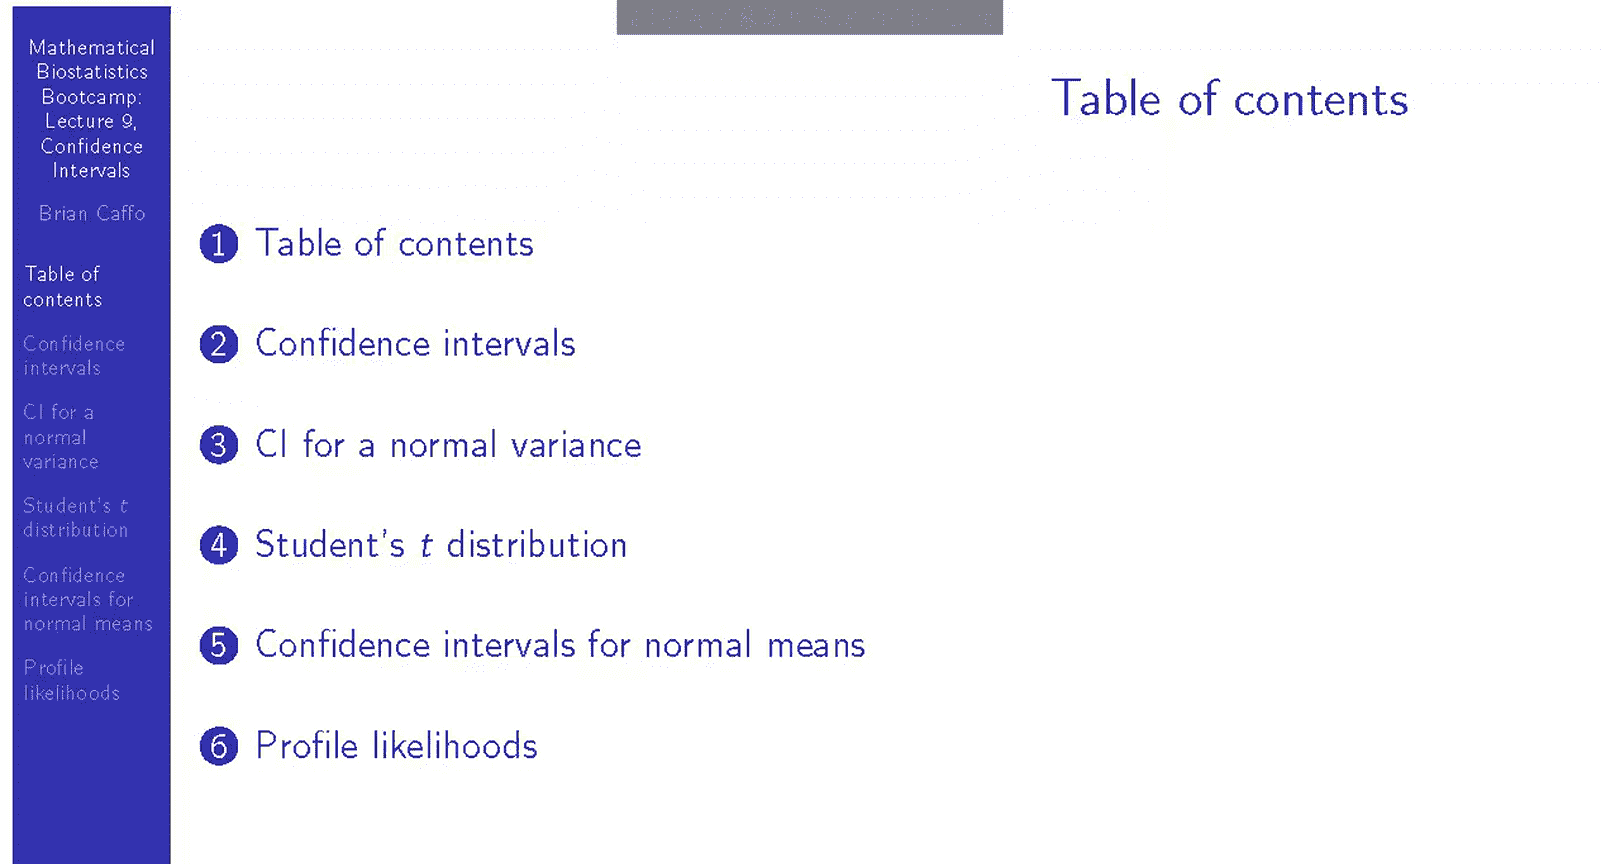 Mathematical
Biostatistics
Bootcamp:
Lecture 9,
Confidence
Intervals
Brian Caffo
Table of
contents
Confidence
intervals
CI for a
normal
variance
Student's t
distribution
Confidence
intervals for
normal means
Profile
likelihoods
Table of contents
1 Table of contents
2 Confidence intervals
3 CI for a normal variance
4 Student's t distribution
5 Confidence intervals for normal means
6 Profile likelihoods